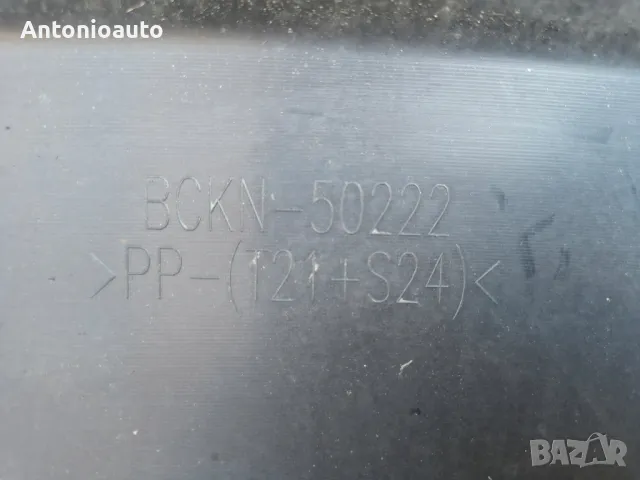 Antonioauto
BCKN-50222
>PP-(T21+S24)<
BAZAR